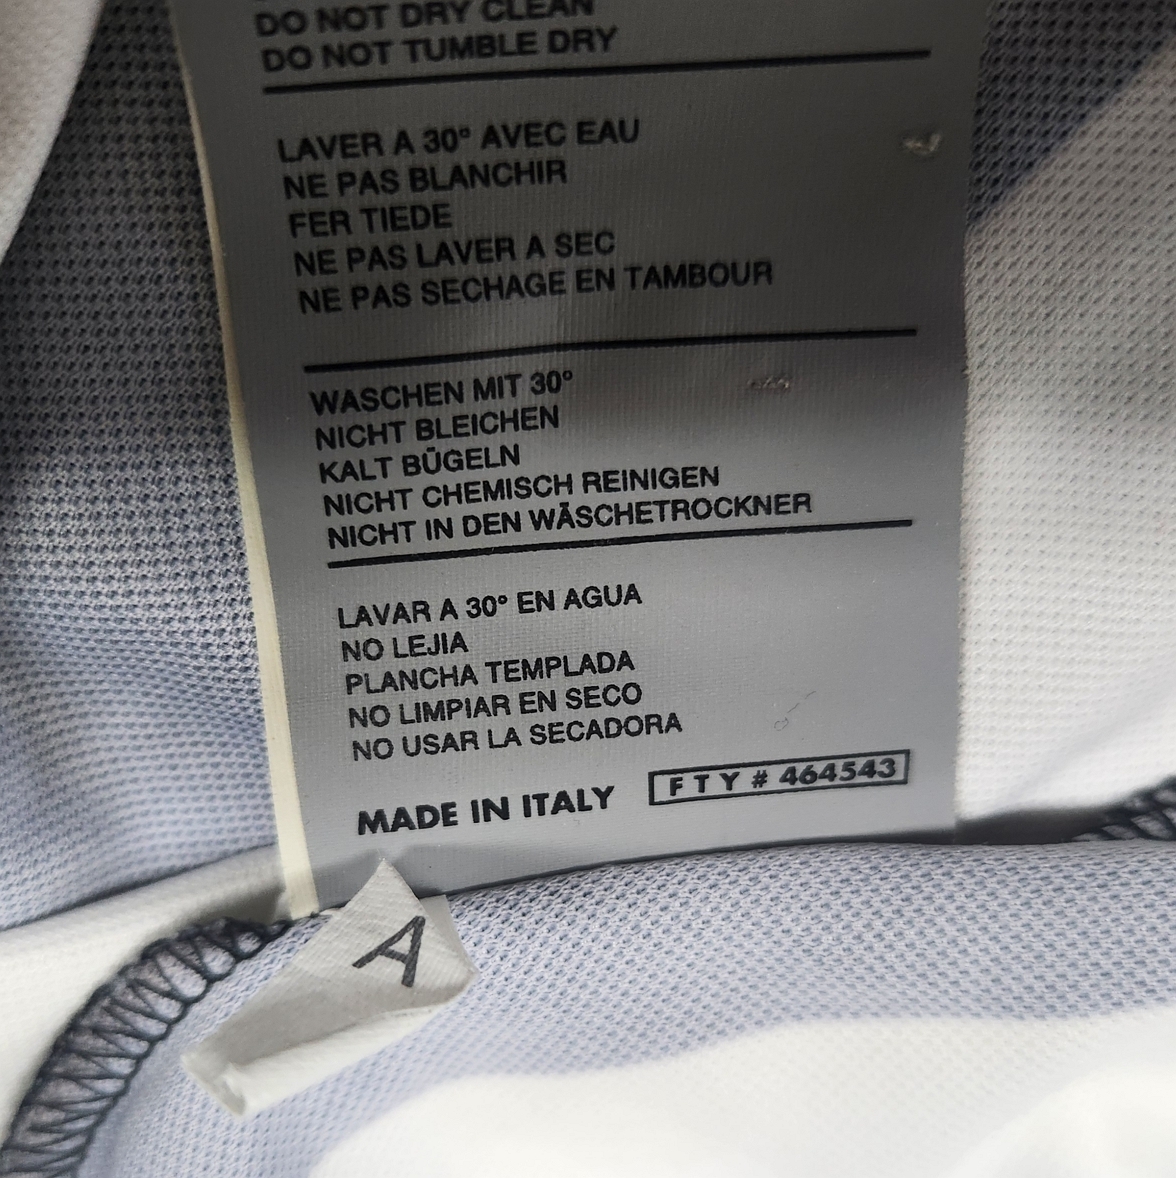 DO NOT DRY CLEAN
DO NOT TUMBLE DRY
LAVER A 30° AVEC EAU
NE PAS BLANCHIR
FER TIEDE
NE PAS LAVER A SEC
NE PAS SECHAGE EN TAMBOUR
WASCHEN MIT 30°
NICHT BLEICHEN
KALT BÜGELN
NICHT CHEMISCH REINIGEN
NICHT IN DEN WÄSCHETROCKNER
LAVAR A 30° EN AGUA
NO LEJIA
PLANCHA TEMPLADA
NO LIMPIAR EN SECO
NO USAR LA SECADORA
MADE IN ITALY FTY # 464543
A